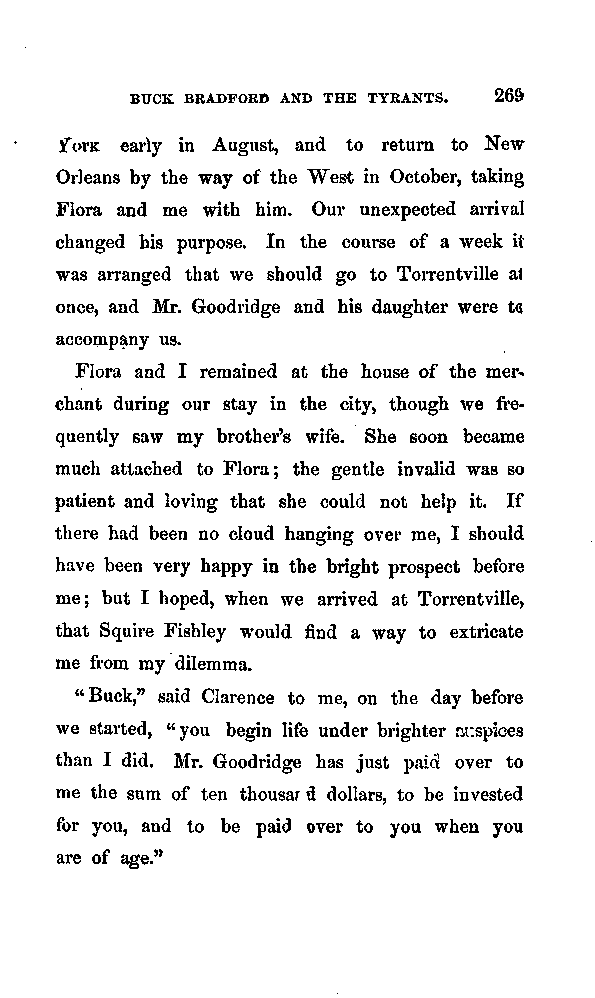 BUCK BRADFORD AND THE TYRANTS. 269
York early in August, and to return to New
Orleans by the way of the West in October, taking
Flora and me with him. Our unexpected arrival
changed his purpose. In the course of a week it
was arranged that we should go to Torrentville at
once, and Mr. Goodridge and his daughter were to
accompany us.
Flora and I remained at the house of the mer-
chant during our stay in the city, though we fre-
quently saw my brother's wife. She soon became
much attached to Flora; the gentle invalid was so
patient and loving that she could not help it. If
there had been no cloud hanging over me, I should
have been very happy in the bright prospect before
me; but I hoped, when we arrived at Torrentville,
that Squire Fishley would find a way to extricate
me from my dilemma.
"Buck," said Clarence to me, on the day before
we started, "you begin life under brighter auspices
than I did. Mr. Goodridge has just paid over to
me the sum of ten thousand dollars, to be invested
for you, and to be paid over to you when you
are of age."